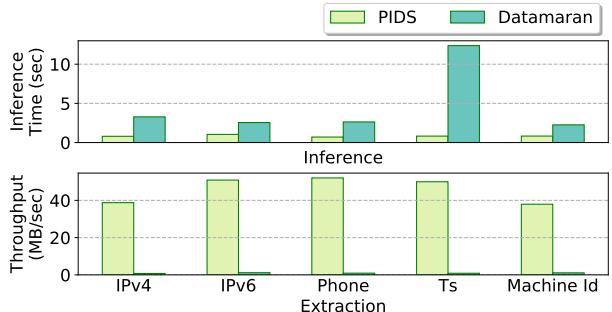 PIDS Datamaran
Inference
Time (sec)
10
5
0
Inference
Throughput
(MB/sec)
40
20
0
IPv4 IPv6 Phone Ts Machine Id
Extraction